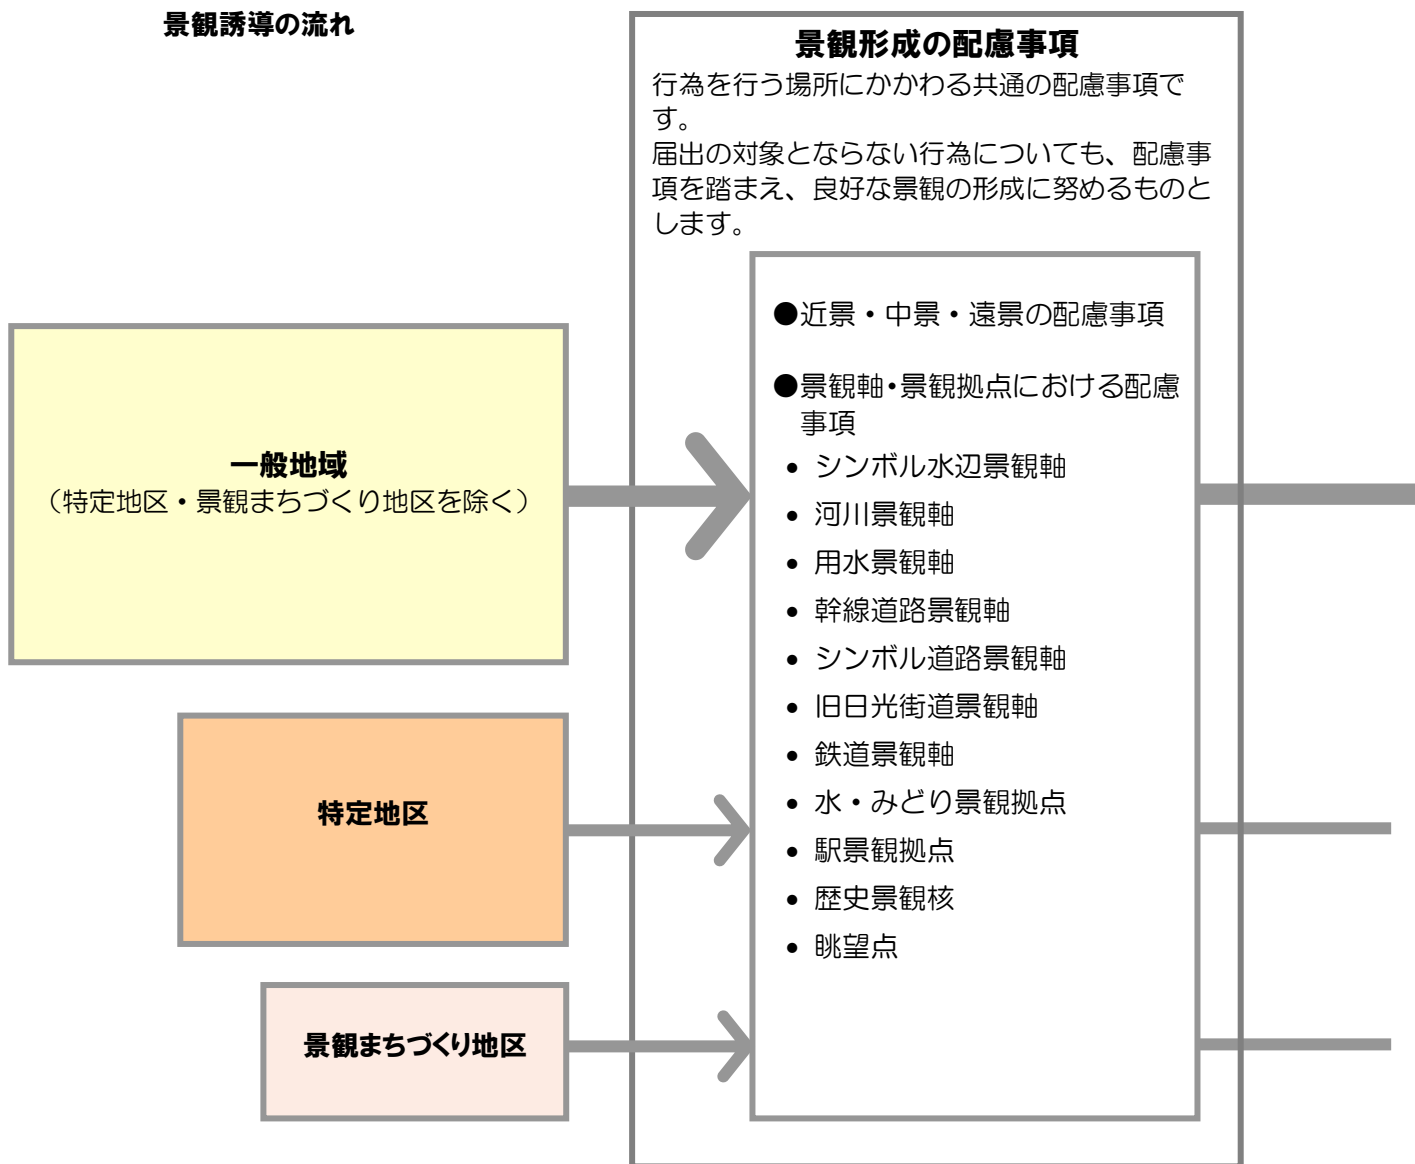 景観誘導の流れ
景観形成の配慮事項
行為を行う場所にかかわる共通の配慮事項で
す。
届出の対象とならない行為についても、配慮事
項を踏まえ、良好な景観の形成に努めるものと
します。
一般地域
（特定地区・景観まちづくり地区を除く）
特定地区
景観まちづくり地区
●近景・中景・遠景の配慮事項
●景観軸・景観拠点における配慮
事項
• シンボル水辺景観軸
• 河川景観軸
• 用水景観軸
• 幹線道路景観軸
• シンボル道路景観軸
• 旧日光街道景観軸
• 鉄道景観軸
• 水・みどり景観拠点
• 駅景観拠点
• 歴史景観核
• 眺望点